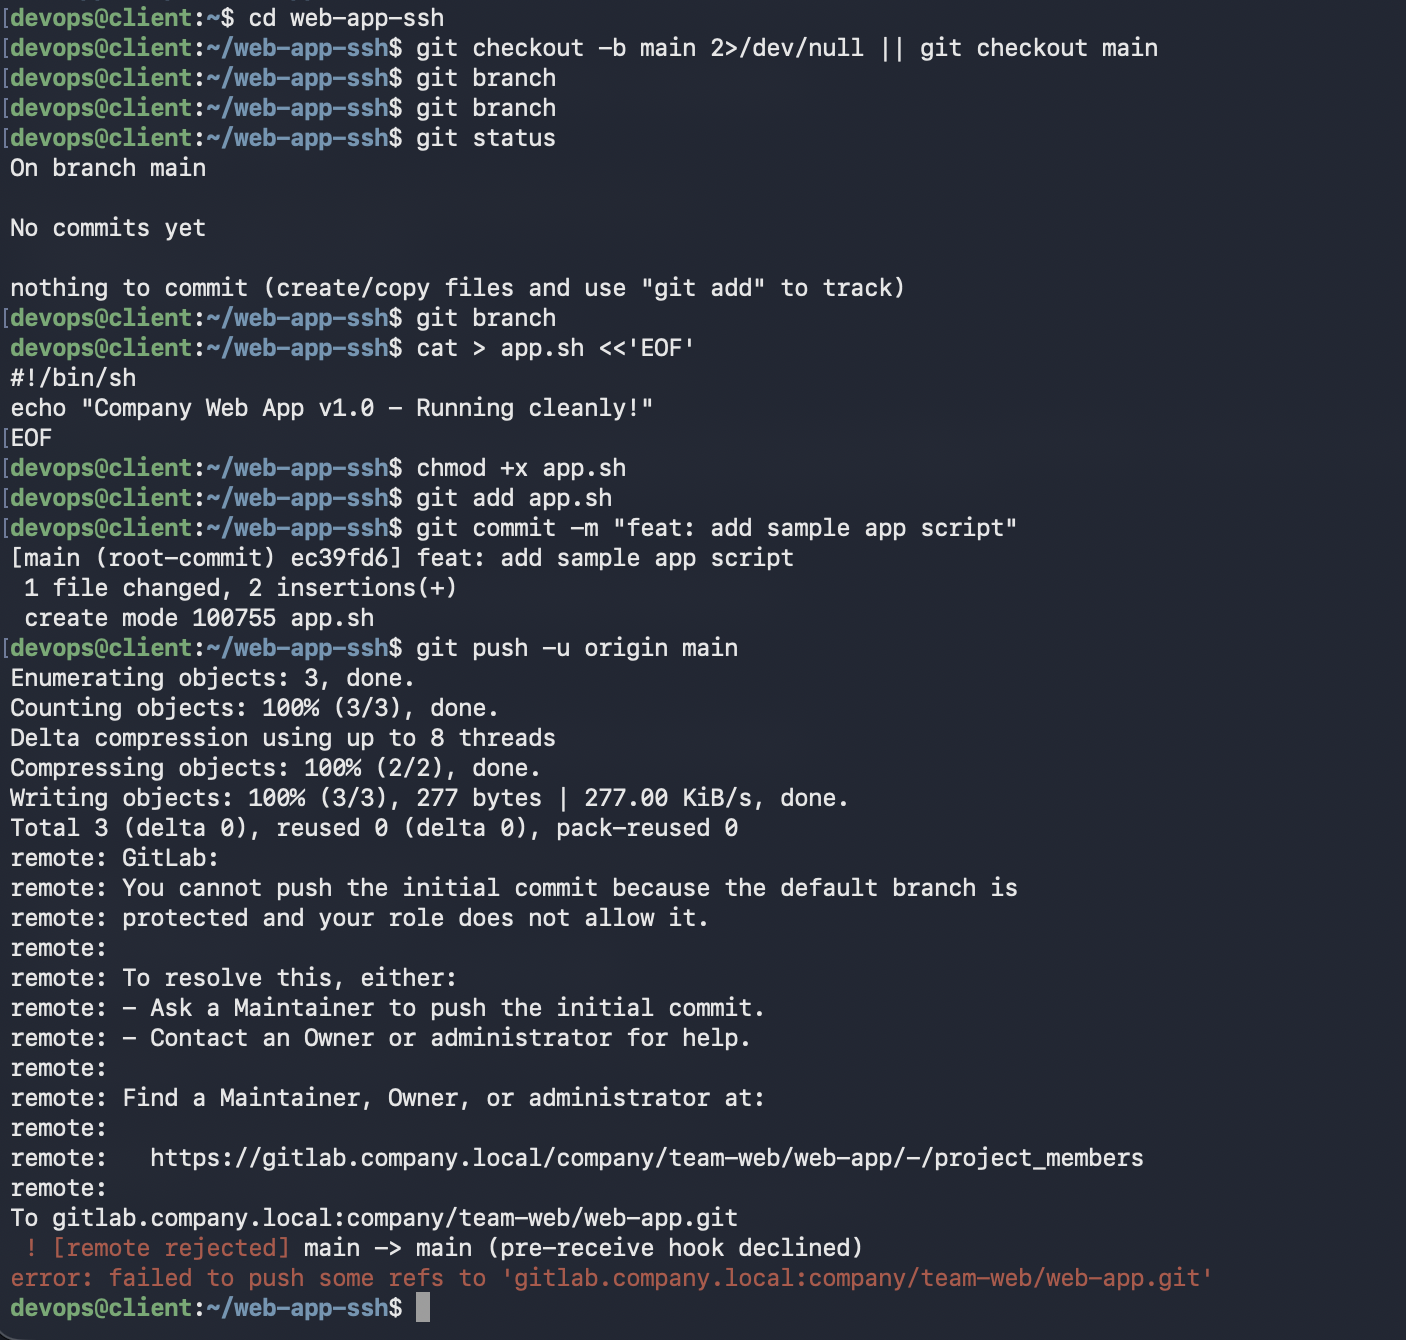 [devops@client:~$ cd web-app-ssh
[devops@client:~/web-app-ssh$ git checkout -b main 2>/dev/null || git checkout main
[devops@client:~/web-app-ssh$ git branch
[devops@client:~/web-app-ssh$ git branch
[devops@client:~/web-app-ssh$ git status
On branch main

No commits yet

nothing to commit (create/copy files and use "git add" to track)
[devops@client:~/web-app-ssh$ git branch
devops@client:~/web-app-ssh$ cat > app.sh <<'EOF'
#!/bin/sh
echo "Company Web App v1.0 - Running cleanly!"
[EOF
[devops@client:~/web-app-ssh$ chmod +x app.sh
[devops@client:~/web-app-ssh$ git add app.sh
[devops@client:~/web-app-ssh$ git commit -m "feat: add sample app script"
[main (root-commit) ec39fd6] feat: add sample app script
 1 file changed, 2 insertions(+)
 create mode 100755 app.sh
[devops@client:~/web-app-ssh$ git push -u origin main
Enumerating objects: 3, done.
Counting objects: 100% (3/3), done.
Delta compression using up to 8 threads
Compressing objects: 100% (2/2), done.
Writing objects: 100% (3/3), 277 bytes | 277.00 KiB/s, done.
Total 3 (delta 0), reused 0 (delta 0), pack-reused 0
remote: GitLab:
remote: You cannot push the initial commit because the default branch is
remote: protected and your role does not allow it.
remote:
remote: To resolve this, either:
remote: - Ask a Maintainer to push the initial commit.
remote: - Contact an Owner or administrator for help.
remote:
remote: Find a Maintainer, Owner, or administrator at:
remote:
remote:   https://gitlab.company.local/company/team-web/web-app/-/project_members
remote:
To gitlab.company.local:company/team-web/web-app.git
 ! [remote rejected] main -> main (pre-receive hook declined)
error: failed to push some refs to 'gitlab.company.local:company/team-web/web-app.git'
devops@client:~/web-app-ssh$